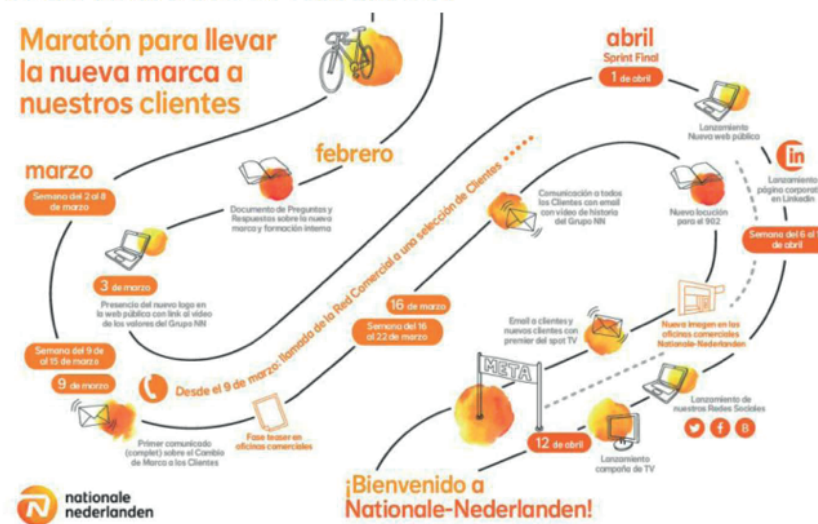 Maratón para llevar
la nueva marca a
nuestros clientes
febrero
Documento de Preguntas y
Respuestas sobre la nueva
marca y formación interna
marzo
Semana del 2 al 8
de marzo
3 de marzo
Presencia del nuevo logo en
la web pública con link al vídeo
de los valores del Grupo NN
Semana del 9 de
al 15 de marzo
9 de marzo
Primer comunicado
(complet) sobre el Cambio
de Marca a los Clientes
Desde el 9 de marzo: llamada de la Red Comercial a una selección de Clientes
Fase teaser en
oficinas comerciales
16 de marzo
Semana del 16
al 22 de marzo
Comunicación a todos
los Clientes con email
con vídeo de historia
del Grupo NN
abril
Sprint Final
1 de abril
Lanzamiento
Nueva web pública
in
Lanzamiento
página corporat
en Linkedin
Semana del 6 al 1
de abril
Nueva locución
para el 902
Nueva imagen en las
oficinas comerciales
Nationale-Nederlanden
Email a clientes y
nuevos clientes con
premier del spot TV
Lanzamiento de
nuestras Redes Sociales
f B
META
12 de abril
Lanzamiento
campaña de TV
¡Bienvenido a
Nationale-Nederlanden!
nationale
nederlanden